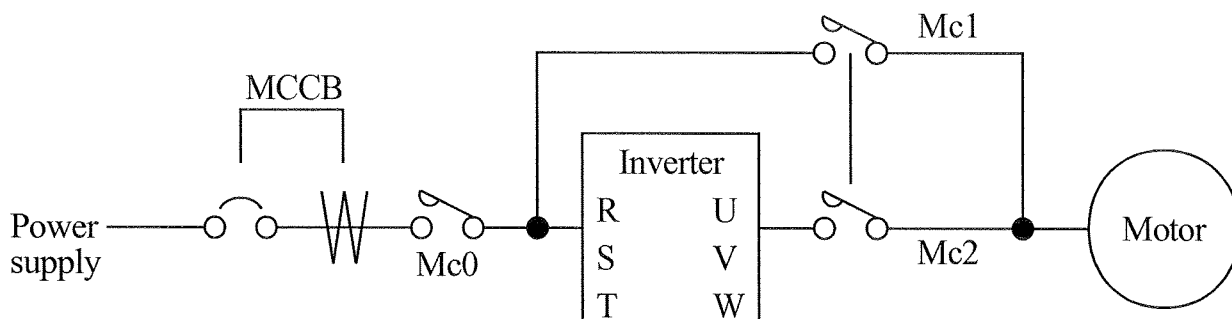 Mc1
MCCB
Inverter
R U
Power
supply
Mc0
S V
Mc2
Motor
T W